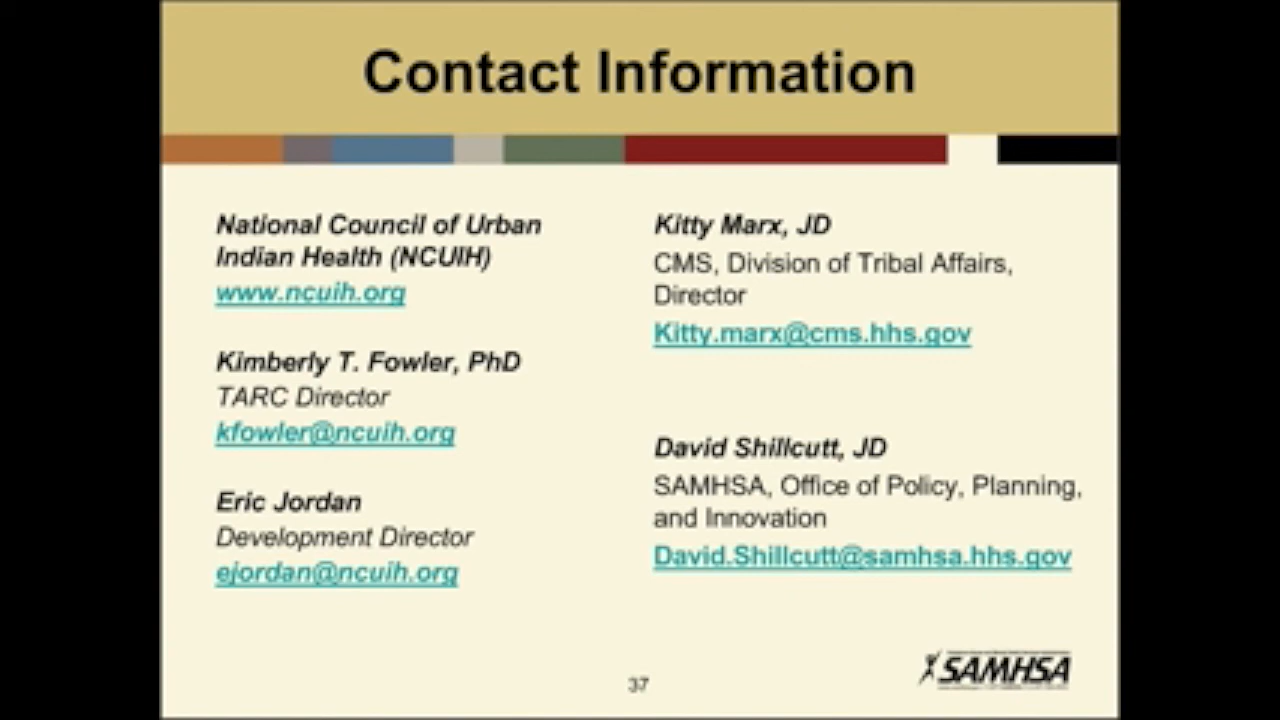 Contact Information
National Council of Urban
Indian Health (NCUIH)
www.ncuih.org
Kimberly T. Fowler, PhD
TARC Director
kfowler@ncuih.org
Eric Jordan
Development Director
ejordan@ncuih.org
Kitty Marx, JD
CMS, Division of Tribal Affairs,
Director
Kitty.marx@cms.hhs.gov
David Shillcutt, JD
SAMHSA, Office of Policy, Planning,
and Innovation
David.Shillcutt@samhsa.hhs.gov
37
SAMHSA